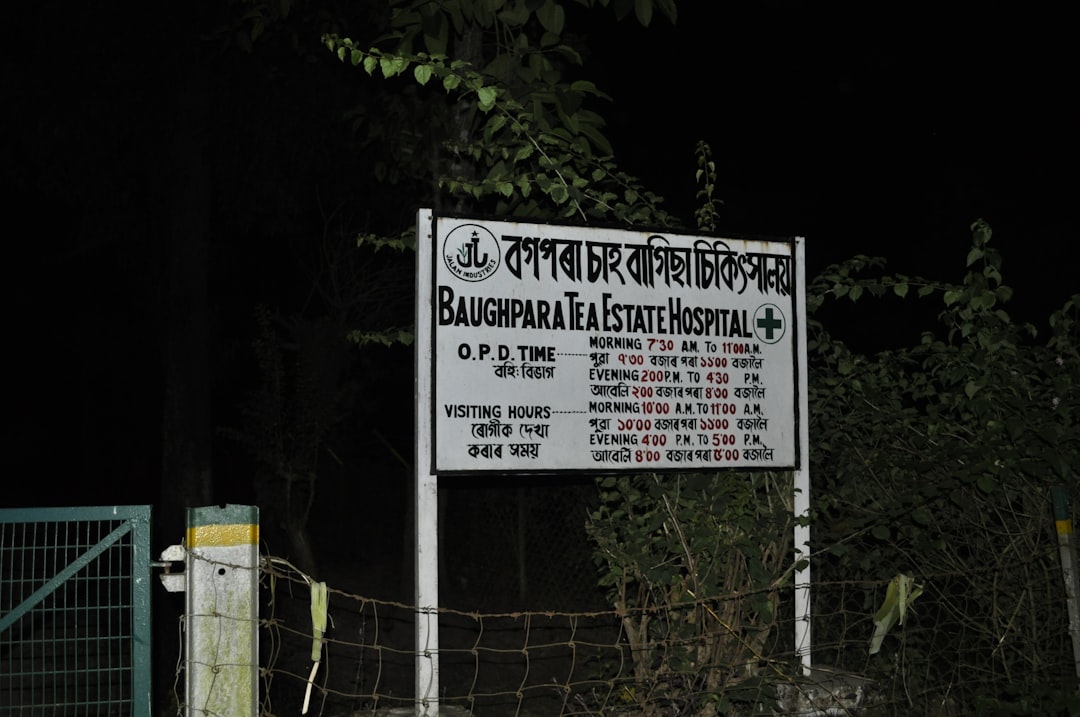 JL
JALAN INDUSTRIES
বগপৰা চাহ বাগিছা চিকিৎসালয়
BAUGHPARA TEA ESTATE HOSPITAL
O.P.D. TIME ---------- MORNING 7'30 A.M. TO 11'00 A.M.
বহিঃ বিভাগ পুৱা ৭'৩০ বজাৰ পৰা ১১'০০ বজালৈ
EVENING 2'00 P.M. TO 4'30 P.M.
আবেলি ২'০০ বজাৰ পৰা ৪'৩০ বজালৈ
VISITING HOURS ---------- MORNING 10'00 A.M. TO 11'00 A.M.
ৰোগীক দেখা পুৱা ১০'০০ বজাৰ পৰা ১১'০০ বজালৈ
কৰাৰ সময় EVENING 4'00 P.M. TO 5'00 P.M.
আবেলি ৪'০০ বজাৰ পৰা ৫'০০ বজালৈ